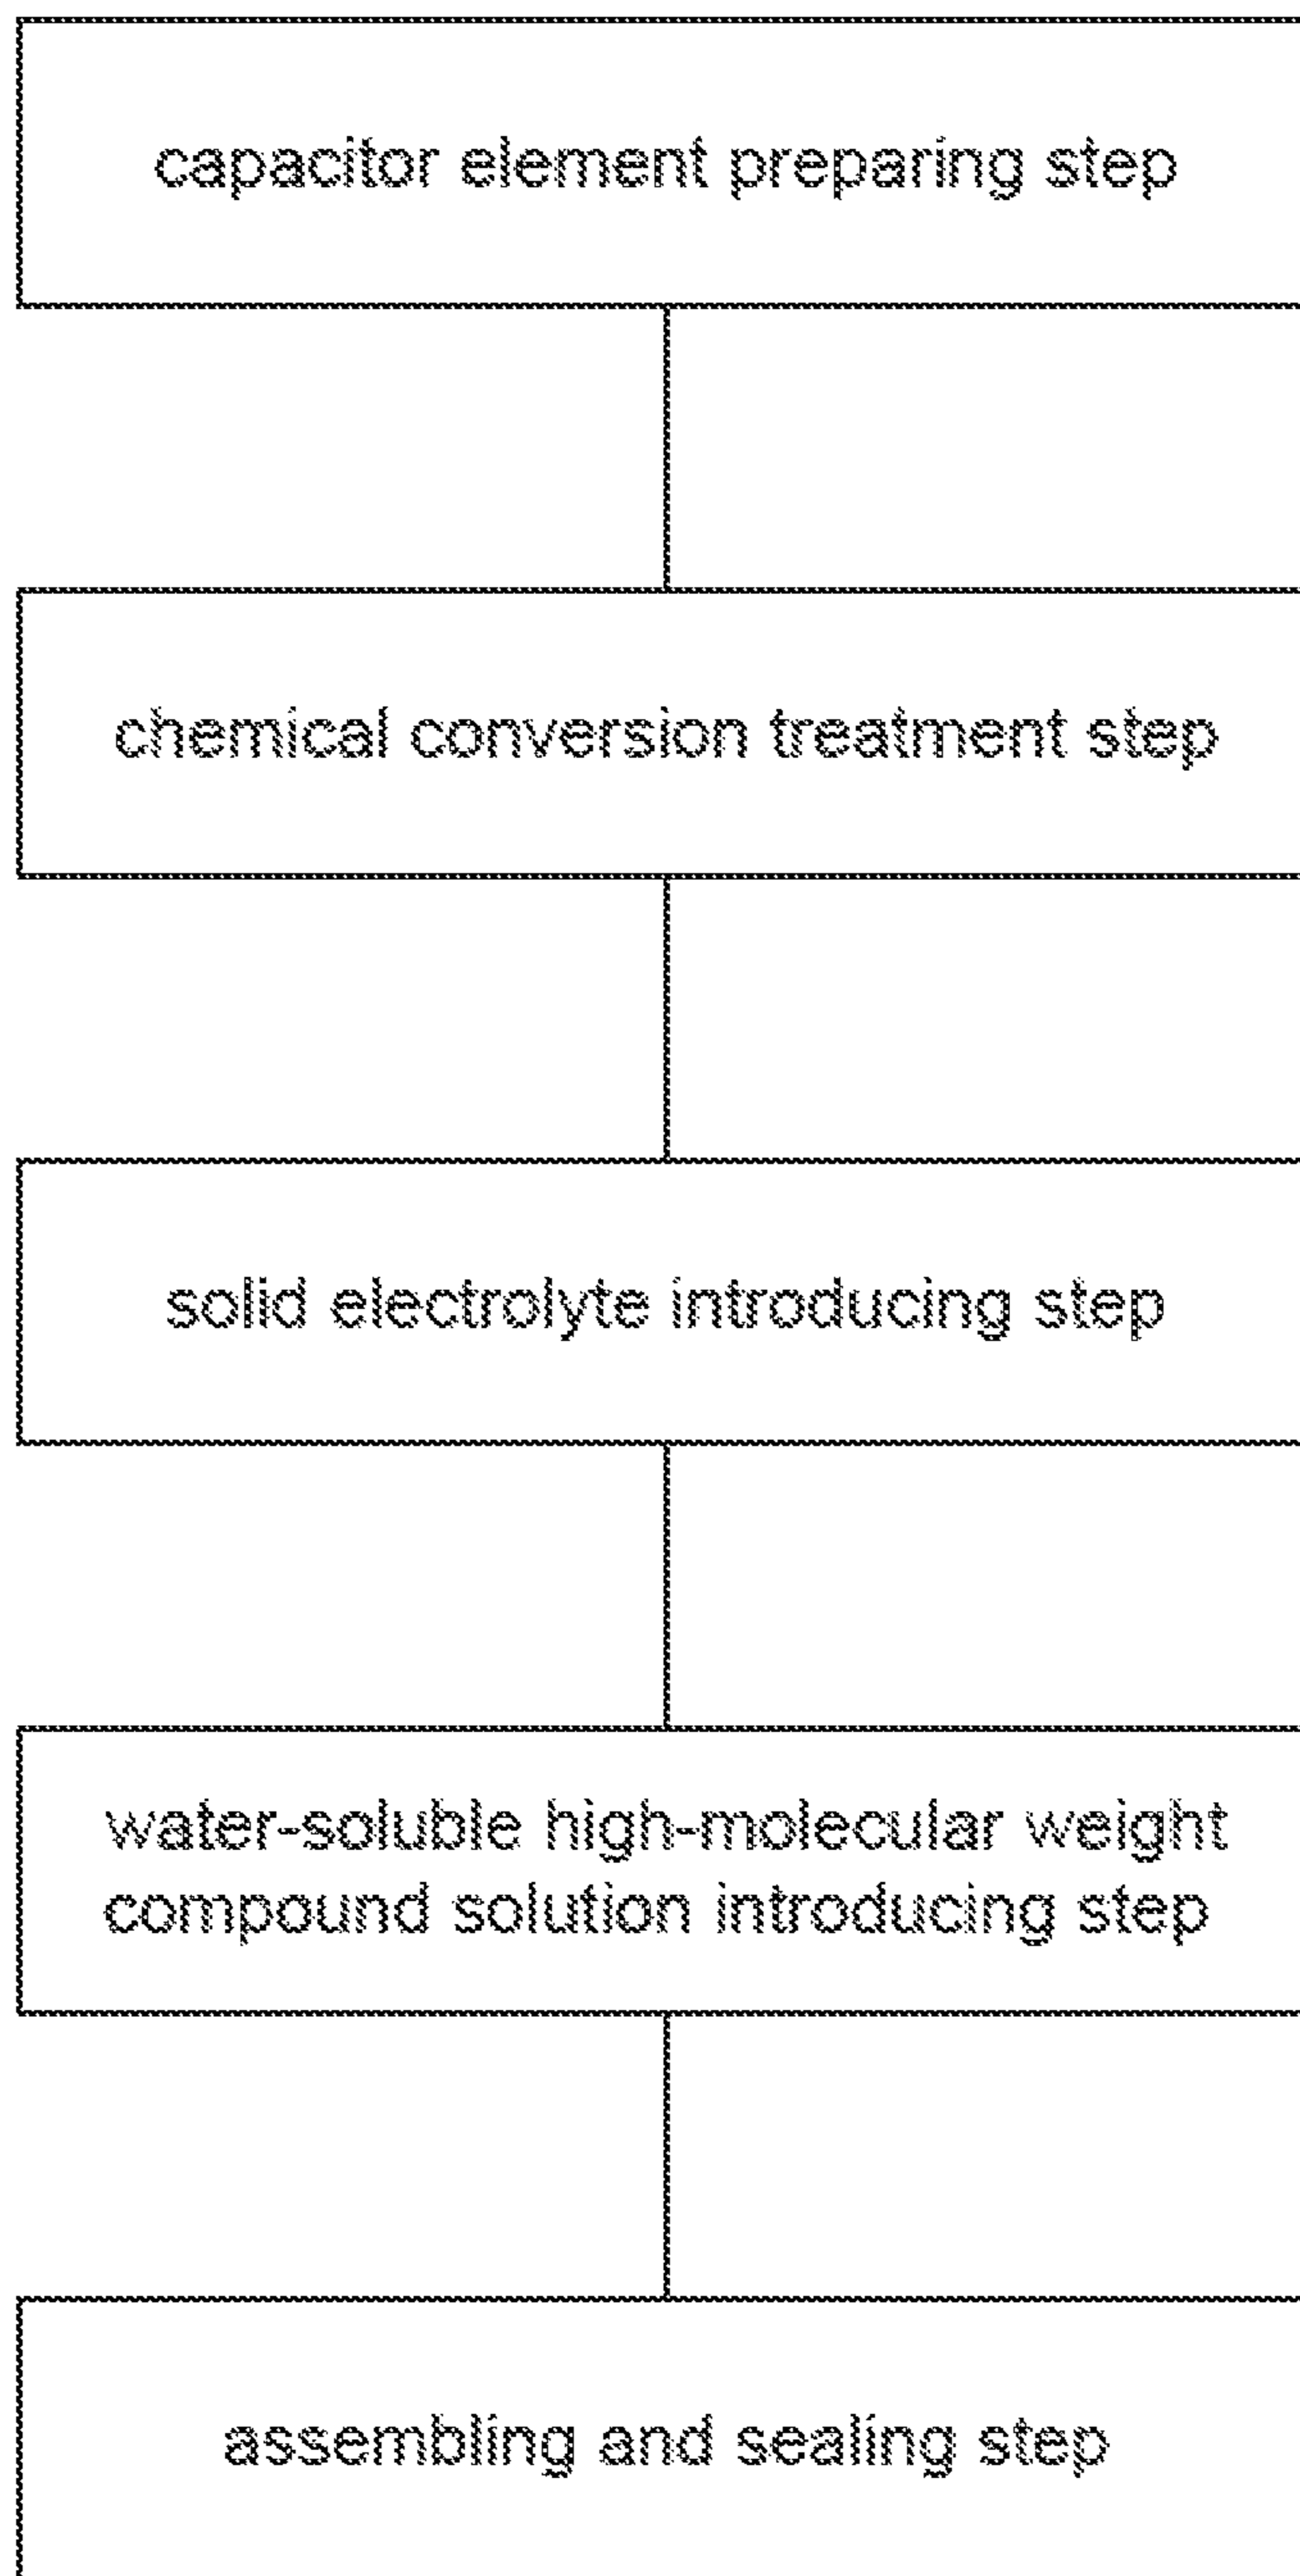 capacitor element preparing step
chemical conversion treatment step
solid electrolyte introducing step
water-soluble high-molecular weight
compound solution introducing step
assembling and sealing step